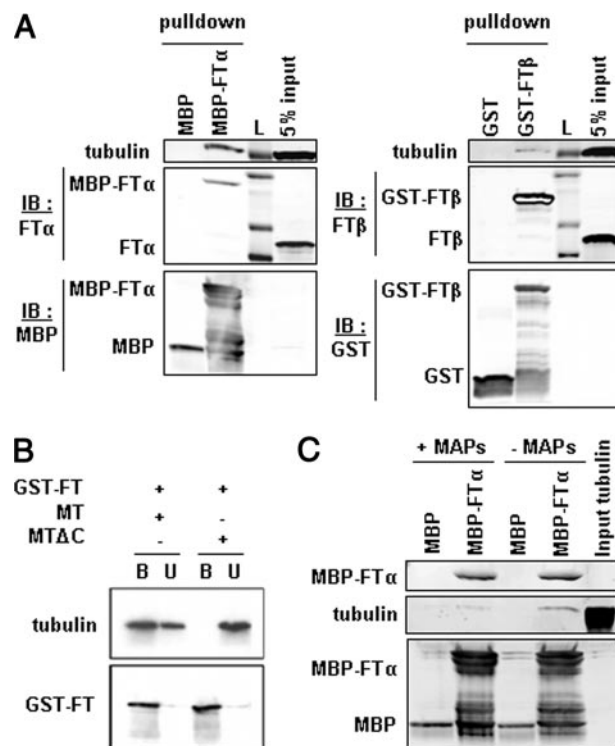 A
pulldown
MBP
MBP-FTα
L
5% input
tubulin
IB :
FTα
MBP-FTα
FTα
IB :
MBP
MBP-FTα
MBP
pulldown
GST
GST-FTβ
L
5% input
tubulin
IB :
FTβ
GST-FTβ
FTβ
IB :
GST
GST-FTβ
GST
B
GST-FT + +
MT + -
MTΔC - +
B U B U
tubulin
GST-FT
C
+ MAPs - MAPs
MBP
MBP-FTα
MBP
MBP-FTα
Input tubulin
MBP-FTα
tubulin
MBP-FTα
MBP